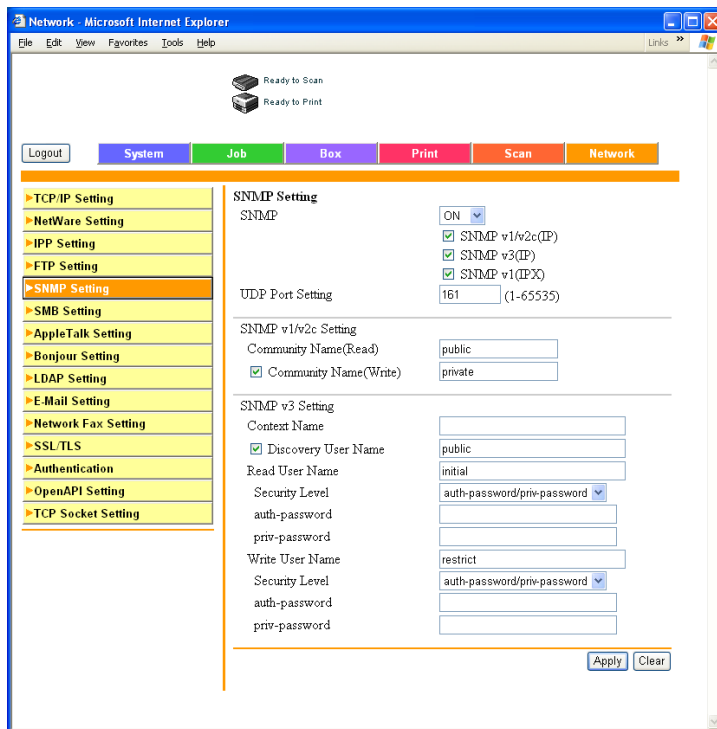 Network - Microsoft Internet Explorer
File Edit View Favorites Tools Help Links »
Ready to Scan
Ready to Print
Logout System Job Box Print Scan Network
TCP/IP Setting
NetWare Setting
IPP Setting
FTP Setting
SNMP Setting
SMB Setting
AppleTalk Setting
Bonjour Setting
LDAP Setting
E-Mail Setting
Network Fax Setting
SSL/TLS
Authentication
OpenAPI Setting
TCP Socket Setting
SNMP Setting
SNMP ON
SNMP v1/v2c(IP)
SNMP v3(IP)
SNMP v1(IPX)
UDP Port Setting 161 (1-65535)
SNMP v1/v2c Setting
Community Name(Read) public
Community Name(Write) private
SNMP v3 Setting
Context Name
Discovery User Name public
Read User Name initial
Security Level auth-password/priv-password
auth-password
priv-password
Write User Name restrict
Security Level auth-password/priv-password
auth-password
priv-password
Apply Clear